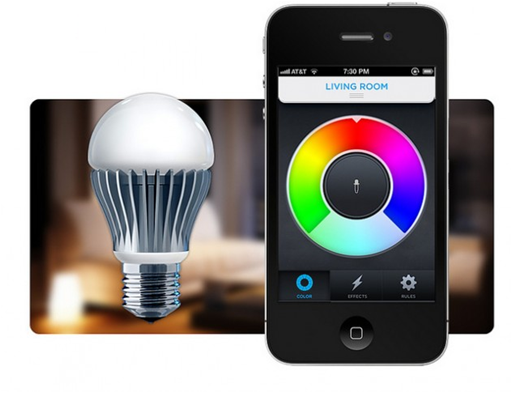 AT&T 7:30 PM
LIVING ROOM
COLOR EFFECTS RULES